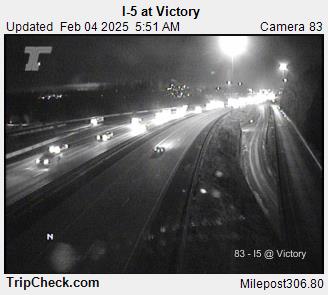 I-5 at Victory
Updated  Feb 04 2025  5:51 AM  Camera 83
T
N
83 - I5 @ Victory
TripCheck.com  Milepost306.80